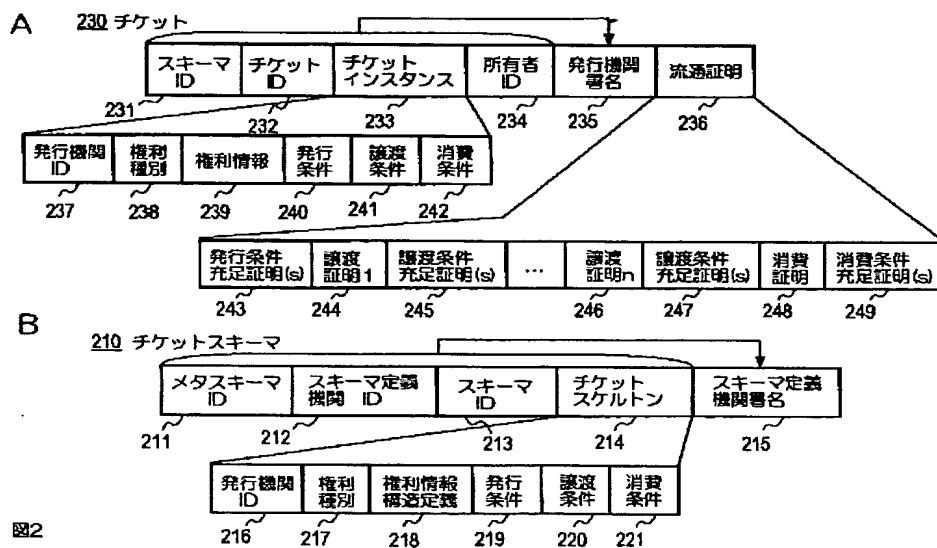 A
230 チケット
スキーマ
ID
チケット
ID
チケット
インスタンス
所有者
ID
発行機関
署名
流通証明
231
232
233
234
235
236
発行機関
ID
権利
種別
権利情報
発行
条件
譲渡
条件
消費
条件
237
238
239
240
241
242
発行条件
充足証明(s)
譲渡
証明1
譲渡条件
充足証明(s)
…
譲渡
証明n
譲渡条件
充足証明(s)
消費
証明
消費条件
充足証明(s)
243
244
245
246
247
248
249
B
210 チケットスキーマ
メタスキーマ
ID
スキーマ定義
機関 ID
スキーマ
ID
チケット
スケルトン
スキーマ定義
機関署名
211
212
213
214
215
発行機関
ID
権利
種別
権利情報
構造定義
発行
条件
譲渡
条件
消費
条件
216
217
218
219
220
221
図2